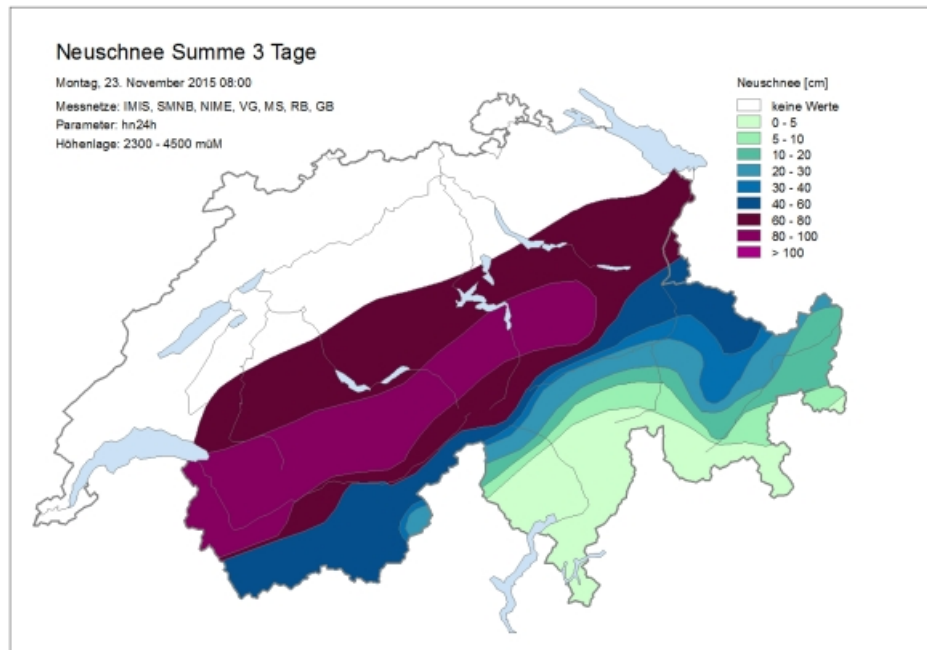 Neuschnee Summe 3 Tage
Montag, 23. November 2015 08:00
Messnetze: IMIS, SMNB, NIME, VG, MS, RB, GB
Parameter: hn24h
Höhenlage: 2300 - 4500 müM
Neuschnee [cm]
keine Werte
0 - 5
5 - 10
10 - 20
20 - 30
30 - 40
40 - 60
60 - 80
80 - 100
> 100